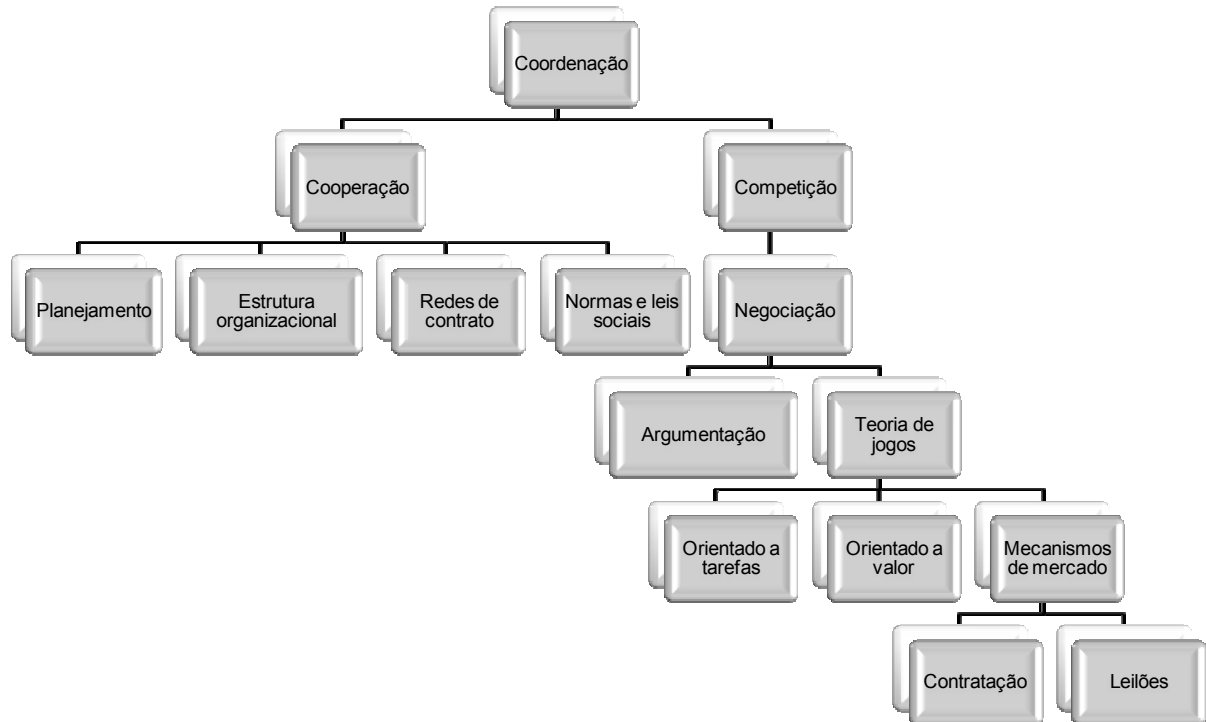 Coordenação
Cooperação
Competição
Planejamento
Estrutura
organizacional
Redes de
contrato
Normas e leis
sociais
Negociação
Argumentação
Teoria de
jogos
Orientado a
tarefas
Orientado a
valor
Mecanismos
de mercado
Contratação
Leilões